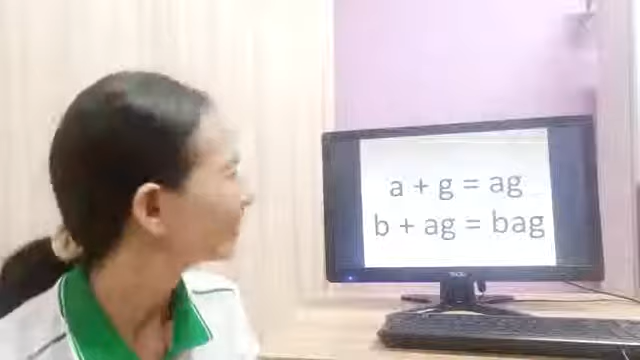 a + g = ag
b + ag = bag